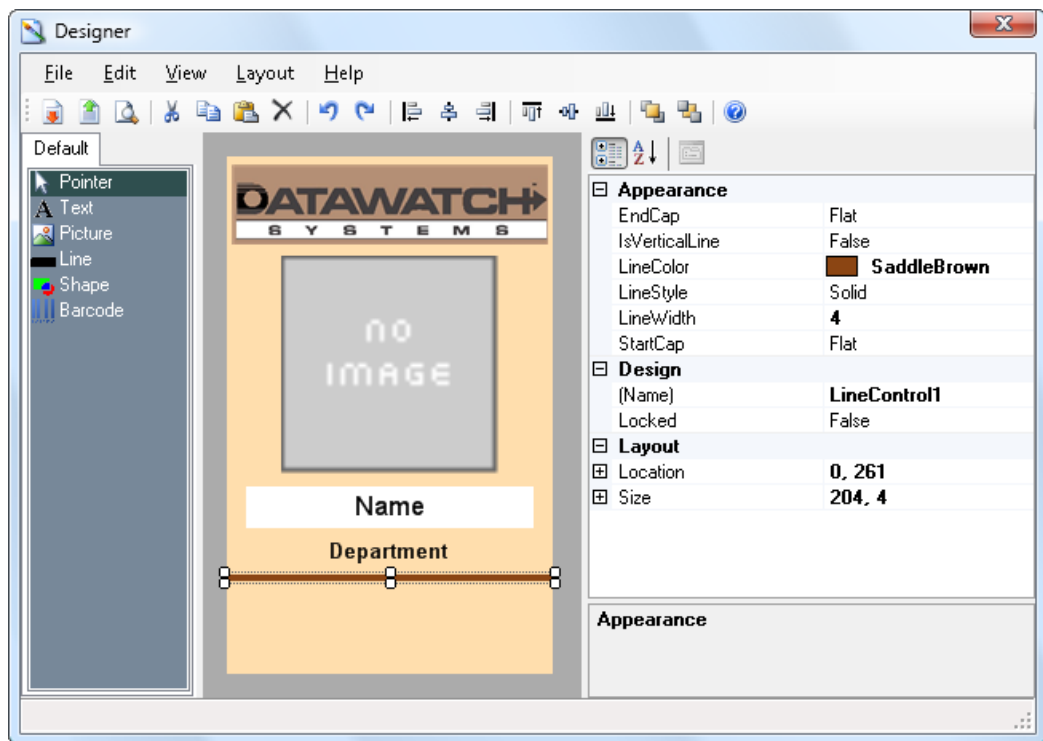 Designer
File Edit View Layout Help
Default
Pointer
Text
Picture
Line
Shape
Barcode
DATAWATCH
SYSTEMS
NO
IMAGE
Name
Department
Appearance
EndCap Flat
IsVerticalLine False
LineColor SaddleBrown
LineStyle Solid
LineWidth 4
StartCap Flat
Design
(Name) LineControl1
Locked False
Layout
Location 0, 261
Size 204, 4
Appearance